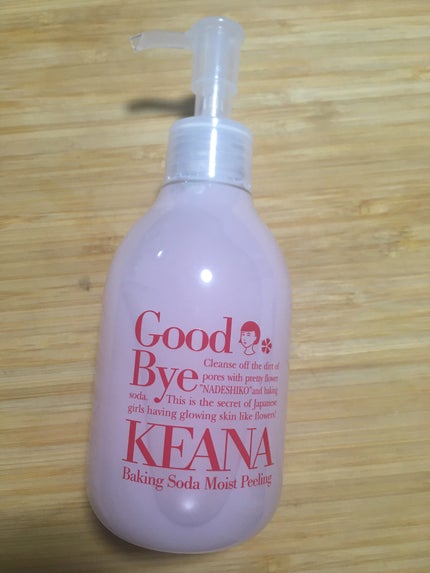 Good
Bye
Cleanse off the dirt of
pores with pretty flower
"NADESHIKO"and baking
soda. This is the secret of Japanese
girls having glowing skin like flowers!
KEANA
Baking Soda Moist Peeling